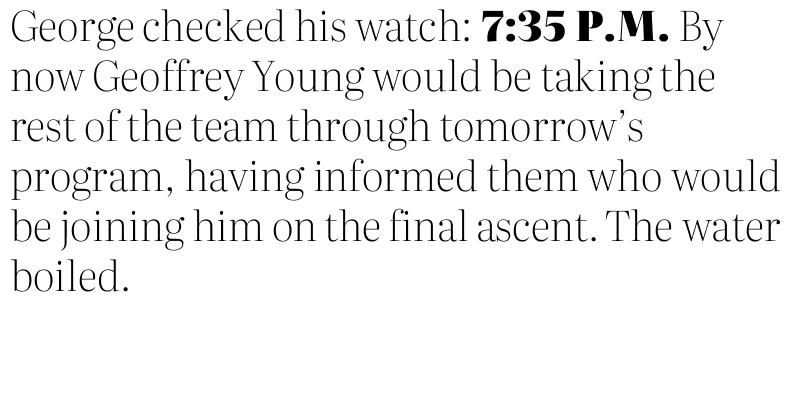 George checked his watch: 7:35 P.M. By
now Geoffrey Young would be taking the
rest of the team through tomorrow’s
program, having informed them who would
be joining him on the final ascent. The water
boiled.